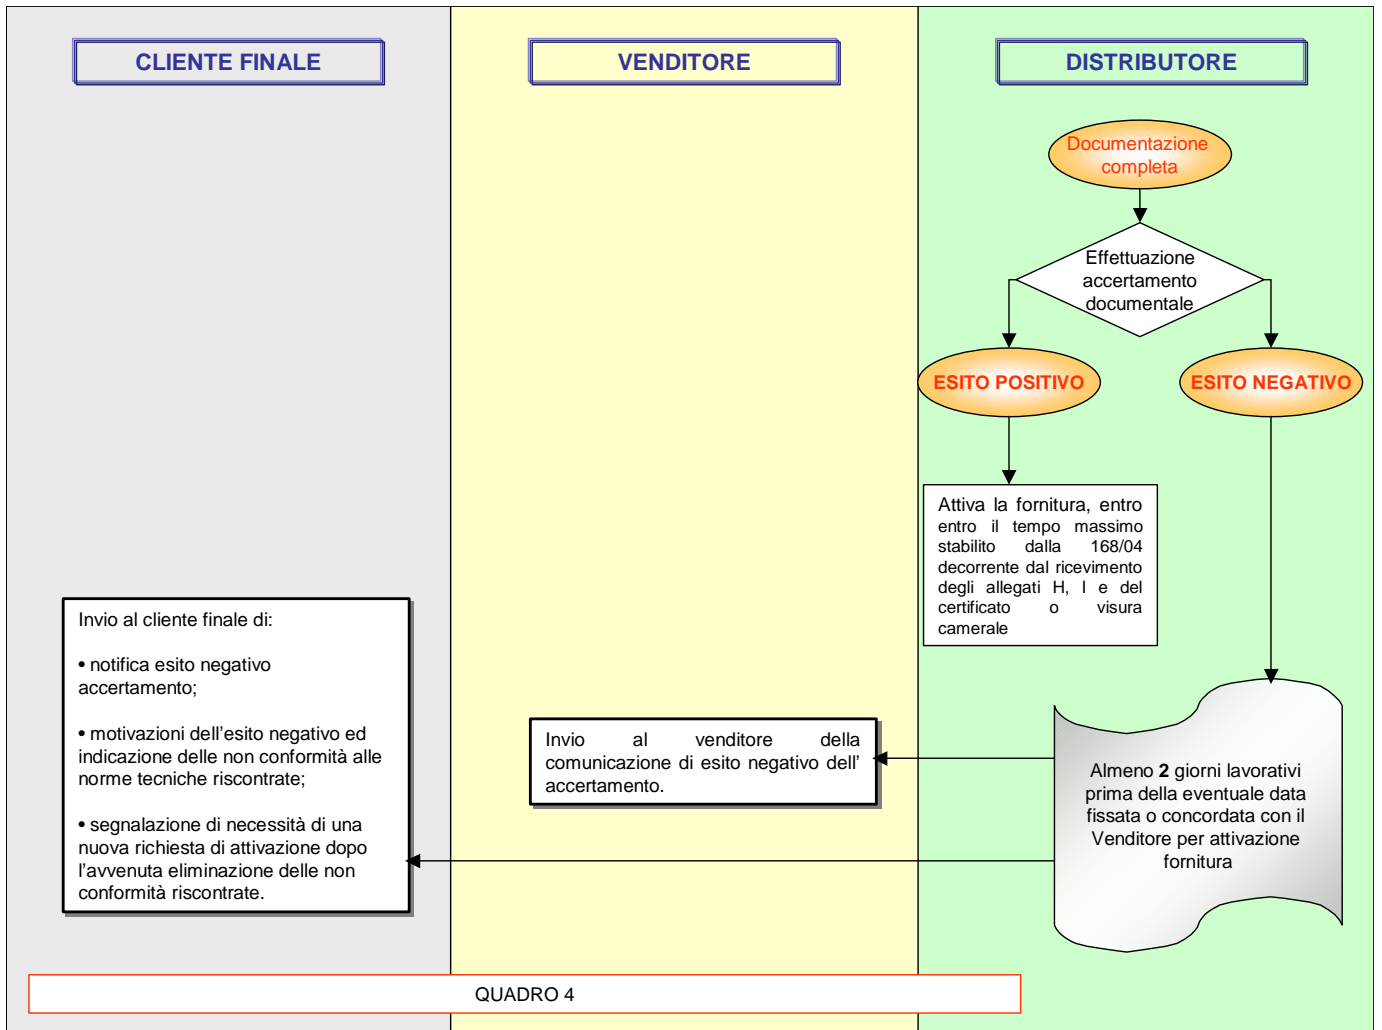 CLIENTE FINALE
VENDITORE
DISTRIBUTORE
Documentazione
completa
Effettuazione
accertamento
documentale
ESITO POSITIVO
ESITO NEGATIVO
Attiva la fornitura, entro
entro il tempo massimo
stabilito dalla 168/04
decorrente dal ricevimento
degli allegati H, I e del
certificato o visura
camerale
Invio al cliente finale di:
• notifica esito negativo
accertamento;
• motivazioni dell'esito negativo ed
indicazione delle non conformità alle
norme tecniche riscontrate;
• segnalazione di necessità di una
nuova richiesta di attivazione dopo
l'avvenuta eliminazione delle non
conformità riscontrate.
Invio al venditore della
comunicazione di esito negativo dell'
accertamento.
Almeno 2 giorni lavorativi
prima della eventuale data
fissata o concordata con il
Venditore per attivazione
fornitura
QUADRO 4